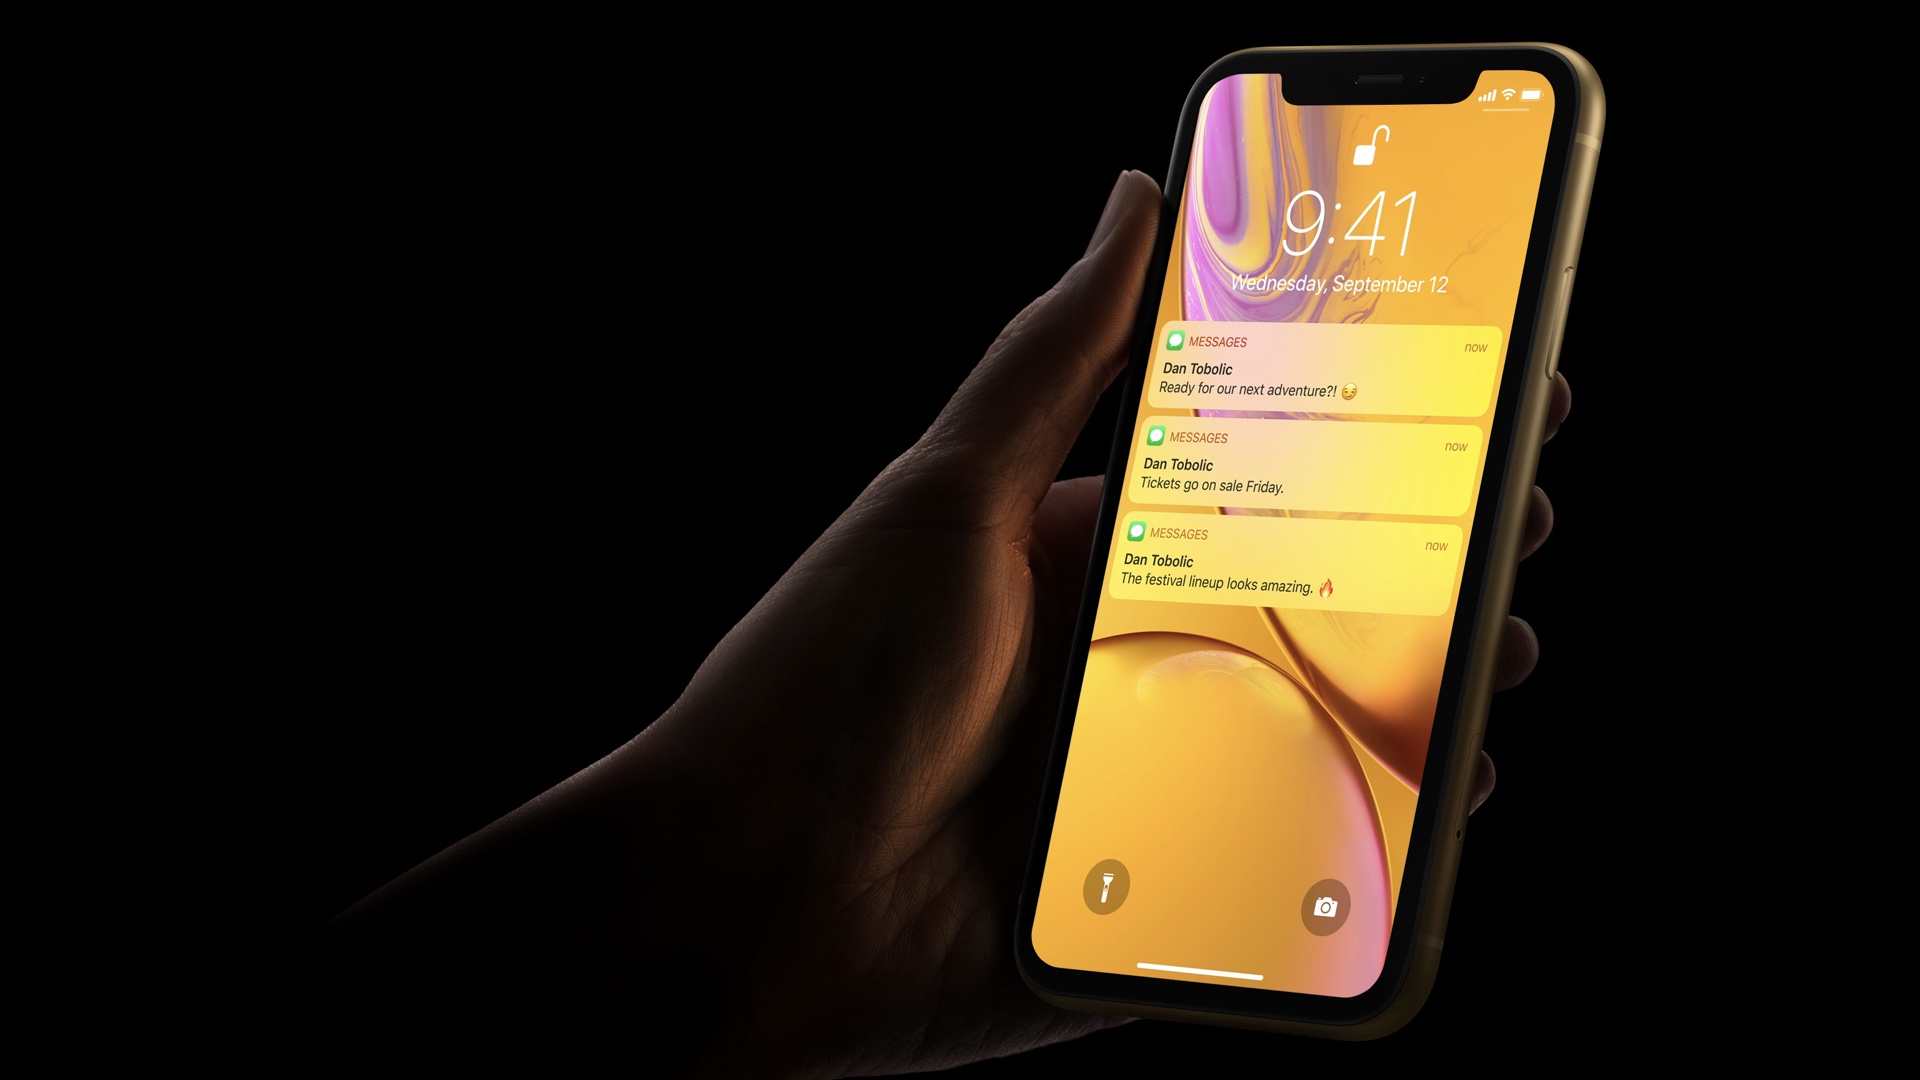 9:41
Wednesday, September 12
MESSAGES
now
Dan Tobolic
Ready for our next adventure?! 😏
MESSAGES
now
Dan Tobolic
Tickets go on sale Friday.
MESSAGES
now
Dan Tobolic
The festival lineup looks amazing. 🔥